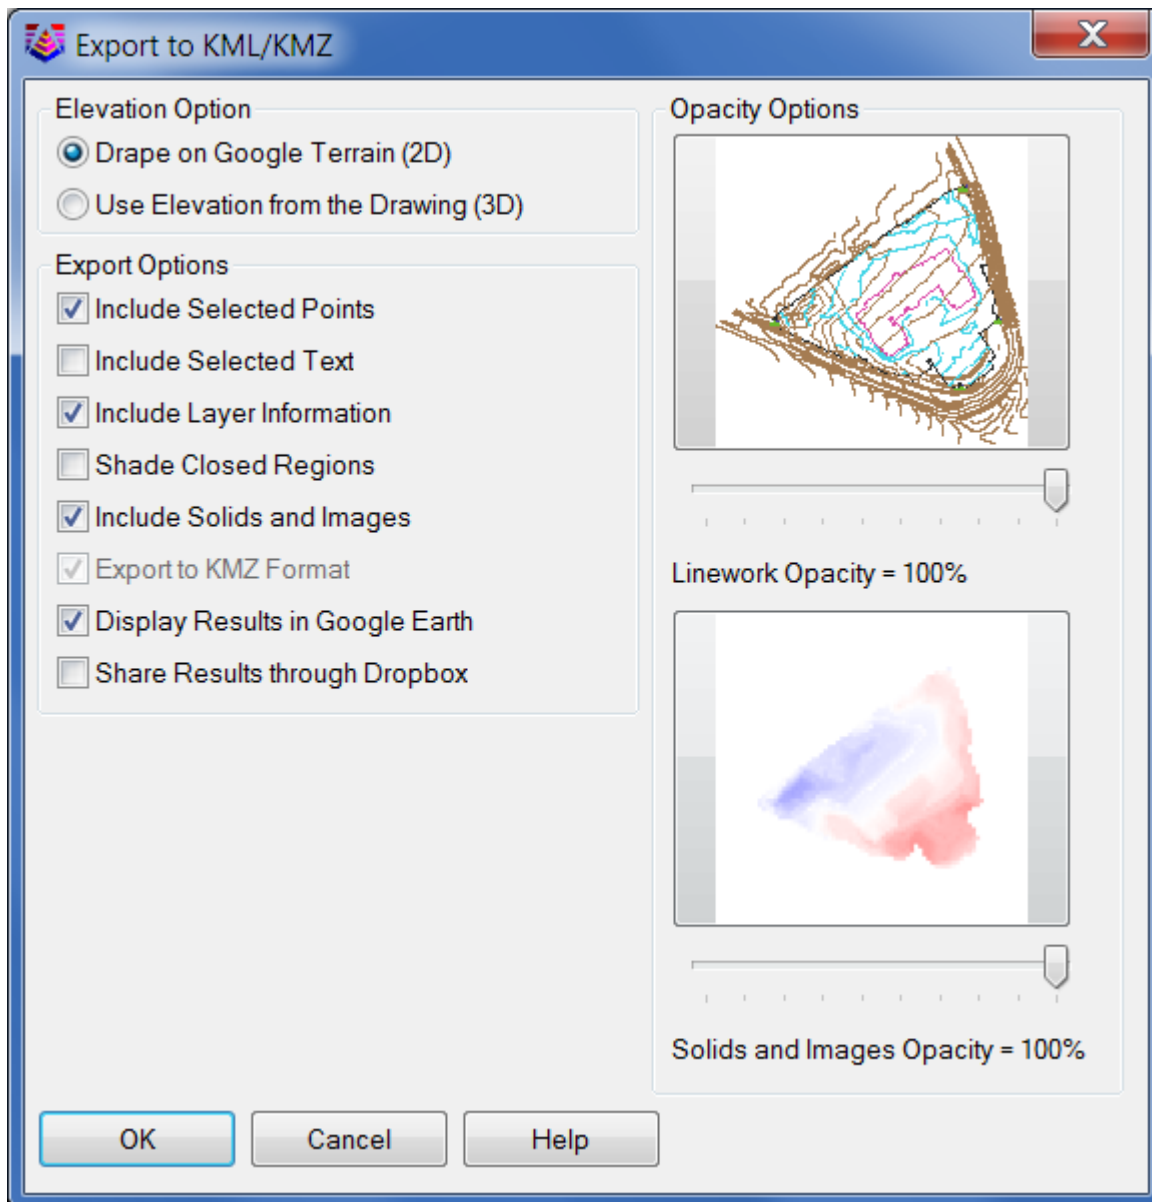 Export to KML/KMZ
Elevation Option
Drape on Google Terrain (2D)
Use Elevation from the Drawing (3D)
Export Options
Include Selected Points
Include Selected Text
Include Layer Information
Shade Closed Regions
Include Solids and Images
Export to KMZ Format
Display Results in Google Earth
Share Results through Dropbox
Opacity Options
Linework Opacity = 100%
Solids and Images Opacity = 100%
OK
Cancel
Help